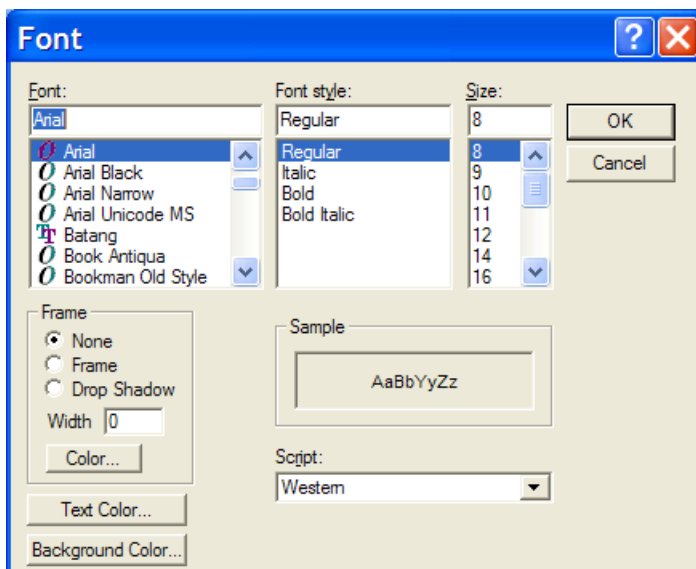 Font
Font: Font style: Size:
Arial Regular 8 OK
Arial Regular 8 Cancel
Arial Black Italic 9
Arial Narrow Bold 10
Arial Unicode MS Bold Italic 11
Batang 12
Book Antiqua 14
Bookman Old Style 16
Frame
None
Frame
Drop Shadow
Width 0
Color...
Sample
AaBbYyZz
Script:
Western
Text Color...
Background Color...